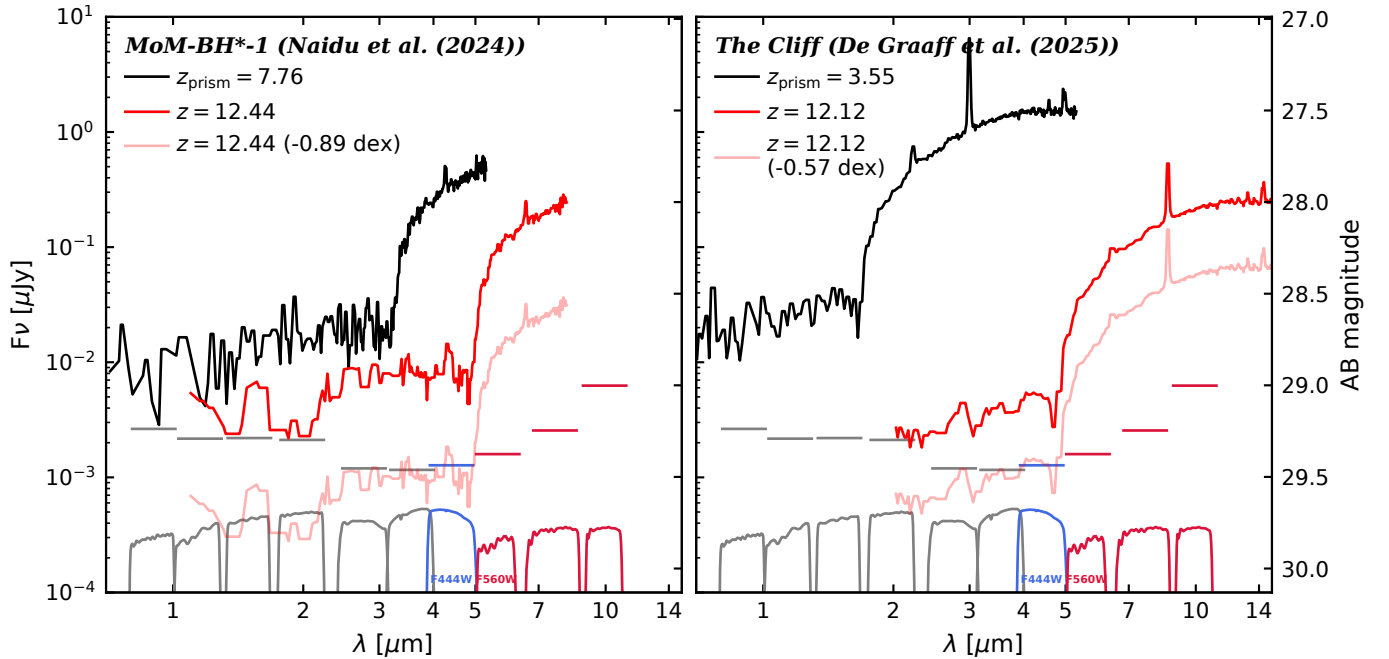 MoM-BH*-1 (Naidu et al. (2024))
z_prism = 7.76
z = 12.44
z = 12.44 (-0.89 dex)
The Cliff (De Graaff et al. (2025))
z_prism = 3.55
z = 12.12
z = 12.12
(-0.57 dex)
10^1
10^0
10^−1
10^−2
10^−3
10^−4
Fν [μJy]
27.0
27.5
28.0
28.5
29.0
29.5
30.0
AB magnitude
F444W
F560W
F444W
F560W
1 2 3 4 5 7 10 14
1 2 3 4 5 7 10 14
λ [μm]
λ [μm]